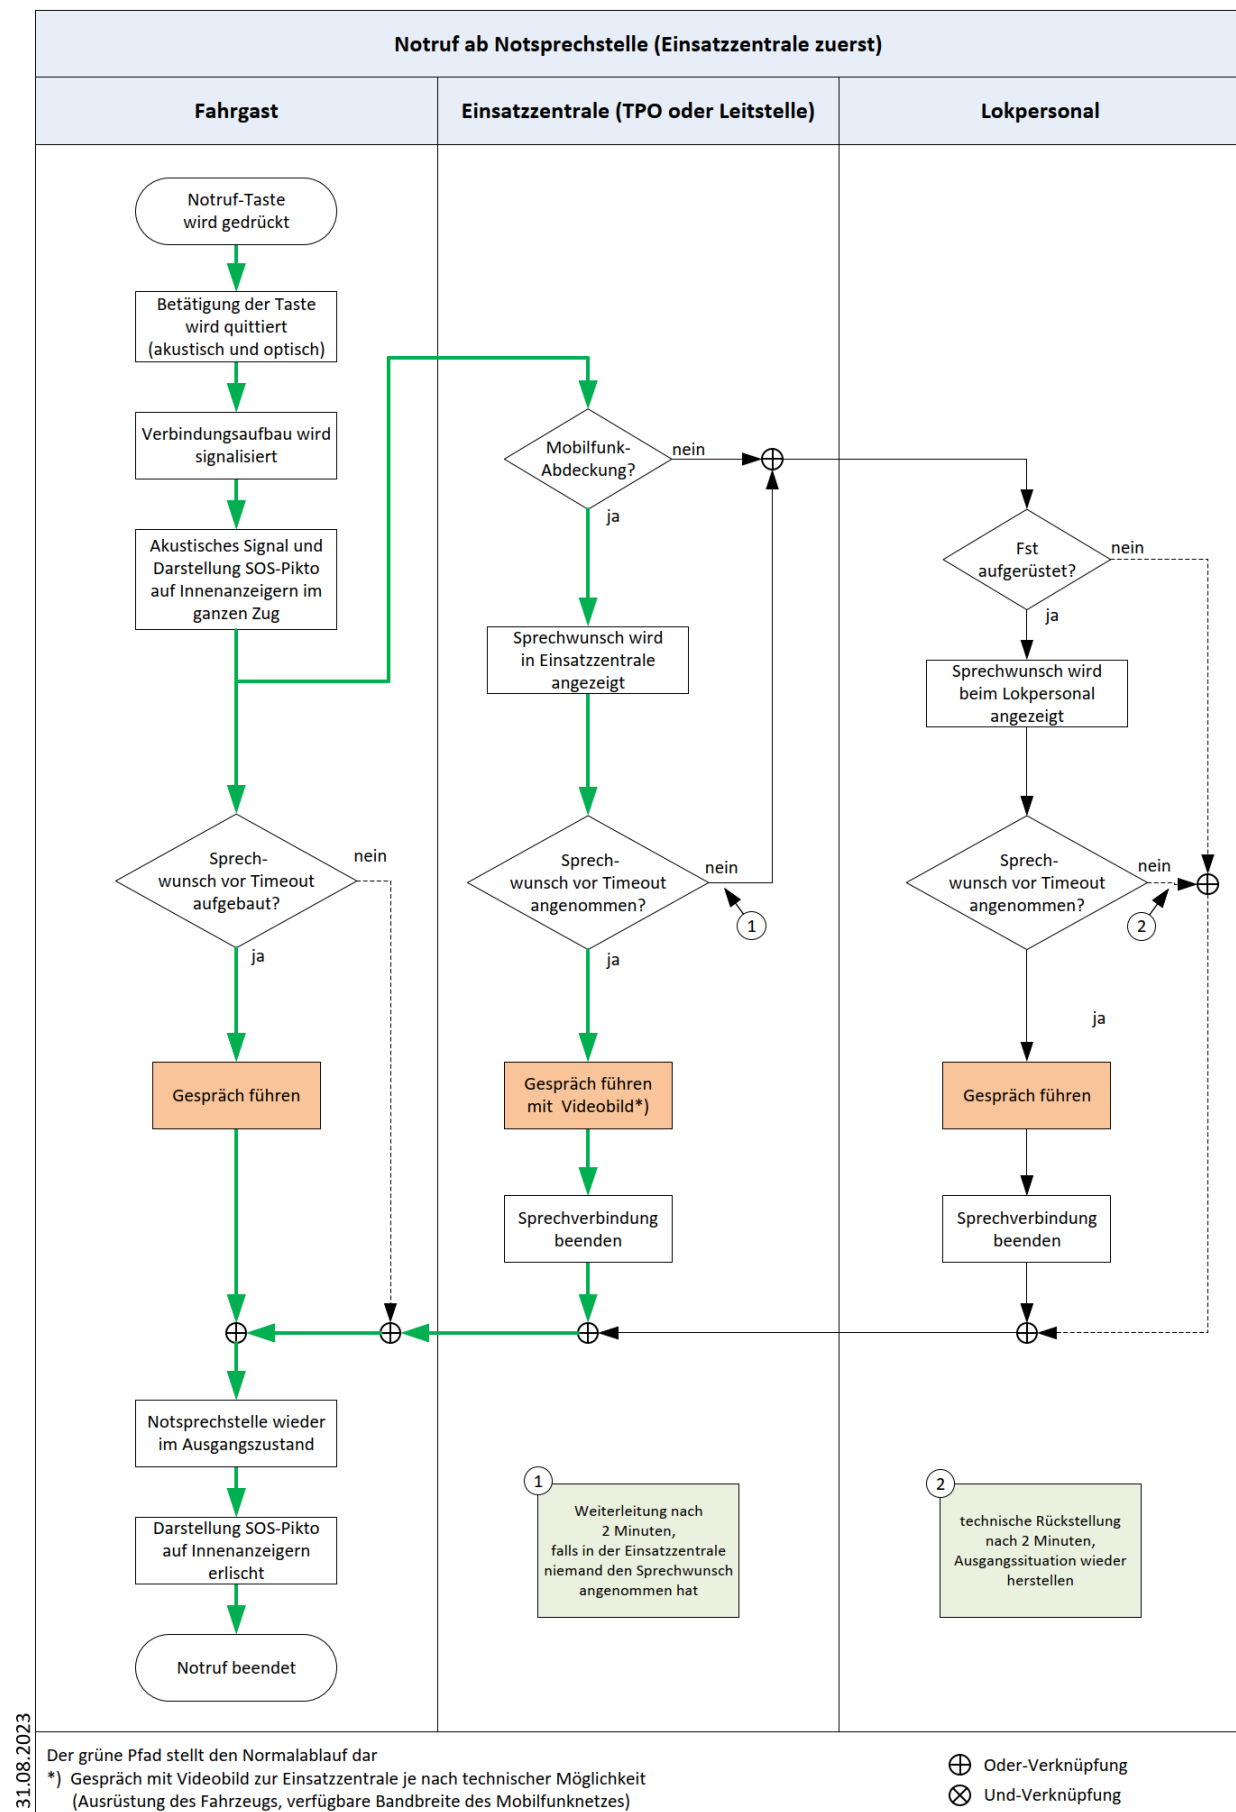 Notruf ab Notsprechstelle (Einsatzzentrale zuerst)
Fahrgast
Einsatzzentrale (TPO oder Leitstelle)
Lokpersonal
Notruf-Taste
wird gedrückt
Betätigung der Taste
wird quittiert
(akustisch und optisch)
Verbindungsaufbau wird
signalisiert
Akustisches Signal und
Darstellung SOS-Pikto
auf Innenanzeigern im
ganzen Zug
Sprech-
wunsch vor Timeout
aufgebaut?
nein
ja
Gespräch führen
Notsprechstelle wieder
im Ausgangszustand
Darstellung SOS-Pikto
auf Innenanzeigern
erlischt
Notruf beendet
Mobilfunk-
Abdeckung?
nein
ja
Sprechwunsch wird
in Einsatzzentrale
angezeigt
Sprech-
wunsch vor Timeout
angenommen?
nein
1
ja
Gespräch führen
mit Videobild*)
Sprechverbindung
beenden
1
Weiterleitung nach
2 Minuten,
falls in der Einsatzzentrale
niemand den Sprechwunsch
angenommen hat
Fst
aufgerüstet?
nein
ja
Sprechwunsch wird
beim Lokpersonal
angezeigt
Sprech-
wunsch vor Timeout
angenommen?
nein
2
ja
Gespräch führen
Sprechverbindung
beenden
2
technische Rückstellung
nach 2 Minuten,
Ausgangssituation wieder
herstellen
31.08.2023
Der grüne Pfad stellt den Normalablauf dar
*) Gespräch mit Videobild zur Einsatzzentrale je nach technischer Möglichkeit
(Ausrüstung des Fahrzeugs, verfügbare Bandbreite des Mobilfunknetzes)
Oder-Verknüpfung
Und-Verknüpfung